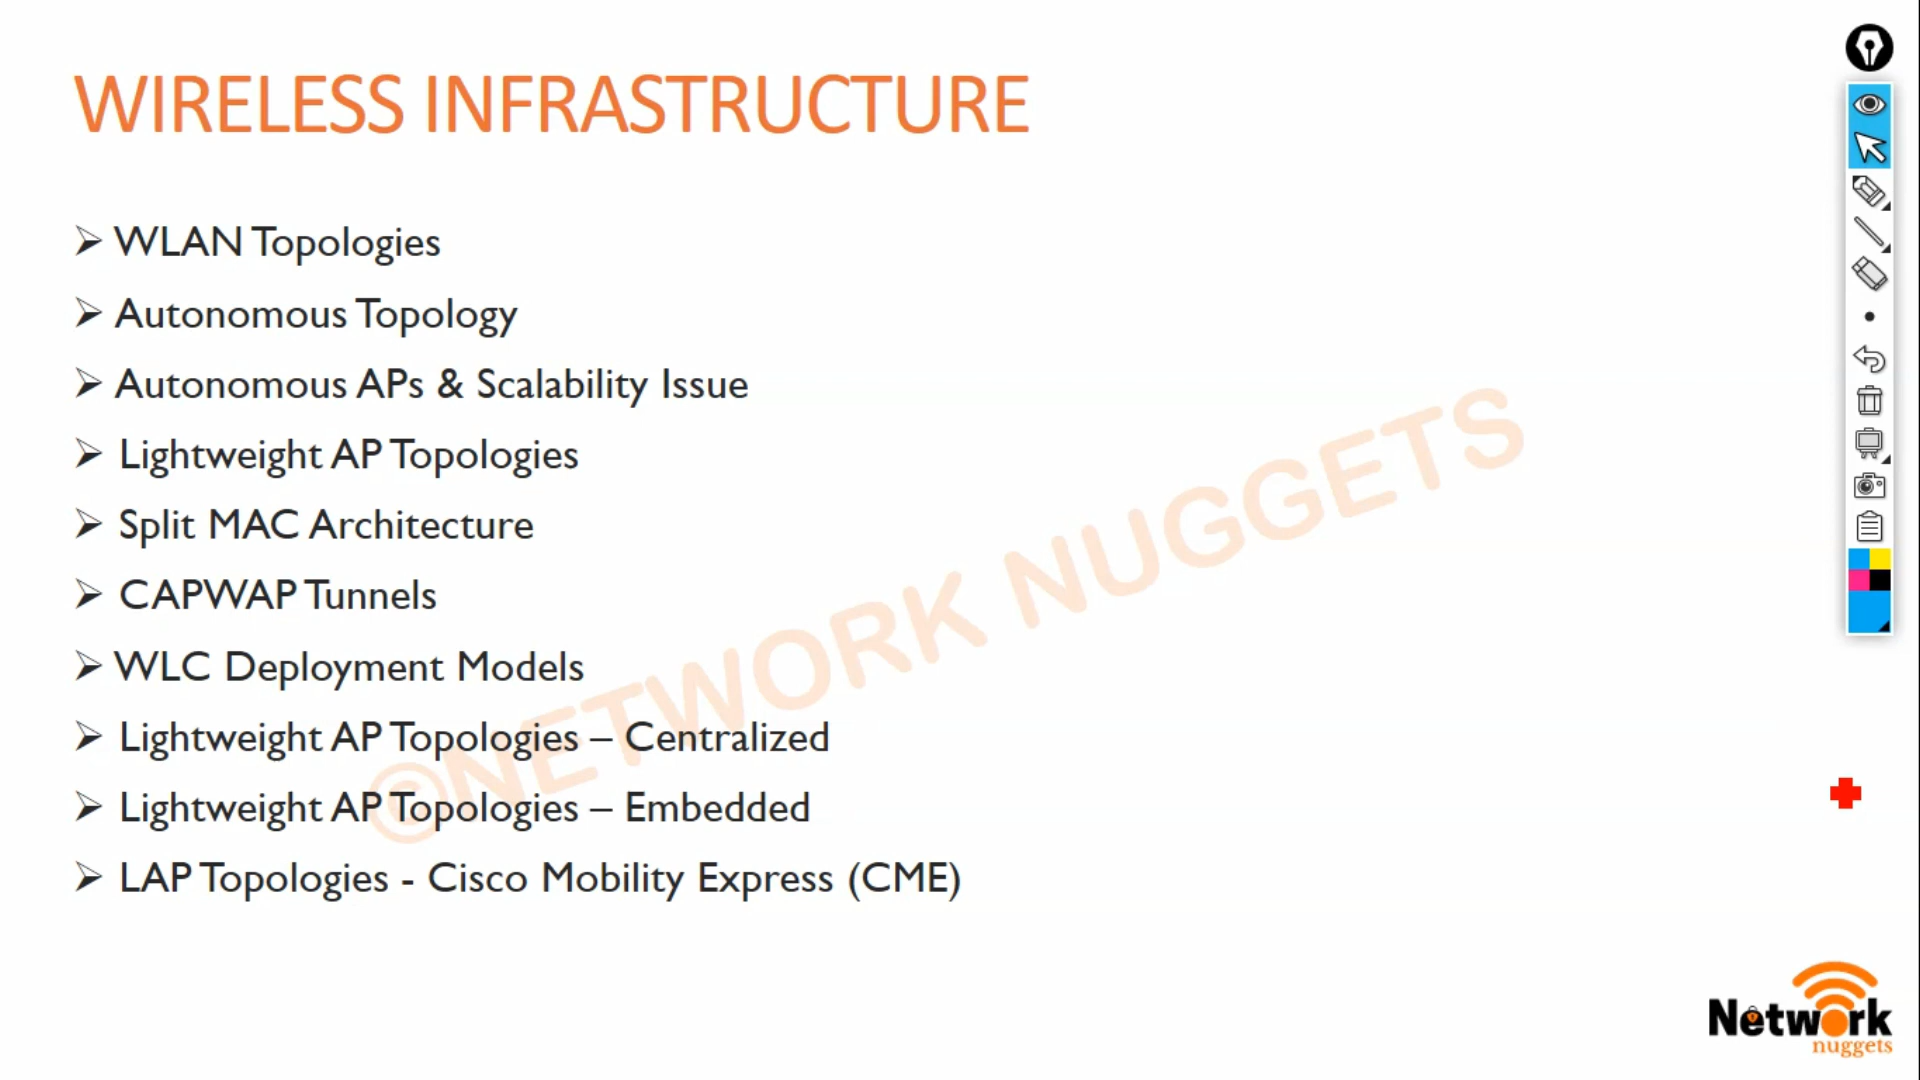 WIRELESS INFRASTRUCTURE
WLAN Topologies
Autonomous Topology
Autonomous APs & Scalability Issue
Lightweight AP Topologies
Split MAC Architecture
CAPWAP Tunnels
WLC Deployment Models
Lightweight AP Topologies – Centralized
Lightweight AP Topologies – Embedded
LAP Topologies - Cisco Mobility Express (CME)
©NETWORK NUGGETS
Network
nuggets